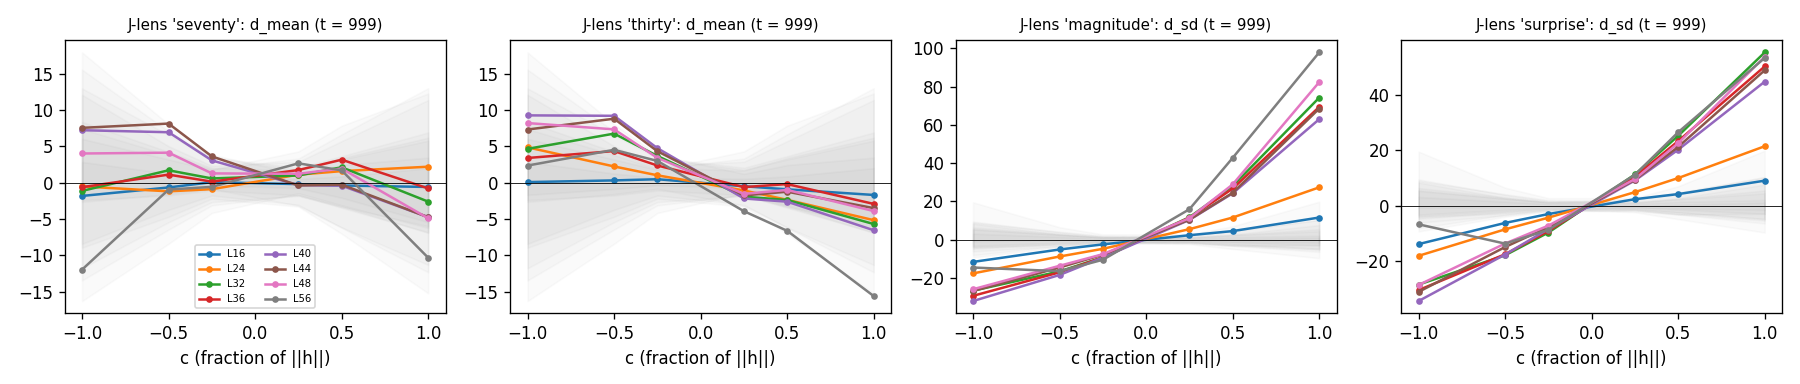 J-lens 'seventy': d_mean (t = 999)
15
10
5
0
−5
−10
−15
L16
L24
L32
L36
L40
L44
L48
L56
−1.0 −0.5 0.0 0.5 1.0
c (fraction of ||h||)
J-lens 'thirty': d_mean (t = 999)
15
10
5
0
−5
−10
−15
−1.0 −0.5 0.0 0.5 1.0
c (fraction of ||h||)
J-lens 'magnitude': d_sd (t = 999)
100
80
60
40
20
0
−20
−1.0 −0.5 0.0 0.5 1.0
c (fraction of ||h||)
J-lens 'surprise': d_sd (t = 999)
40
20
0
−20
−1.0 −0.5 0.0 0.5 1.0
c (fraction of ||h||)